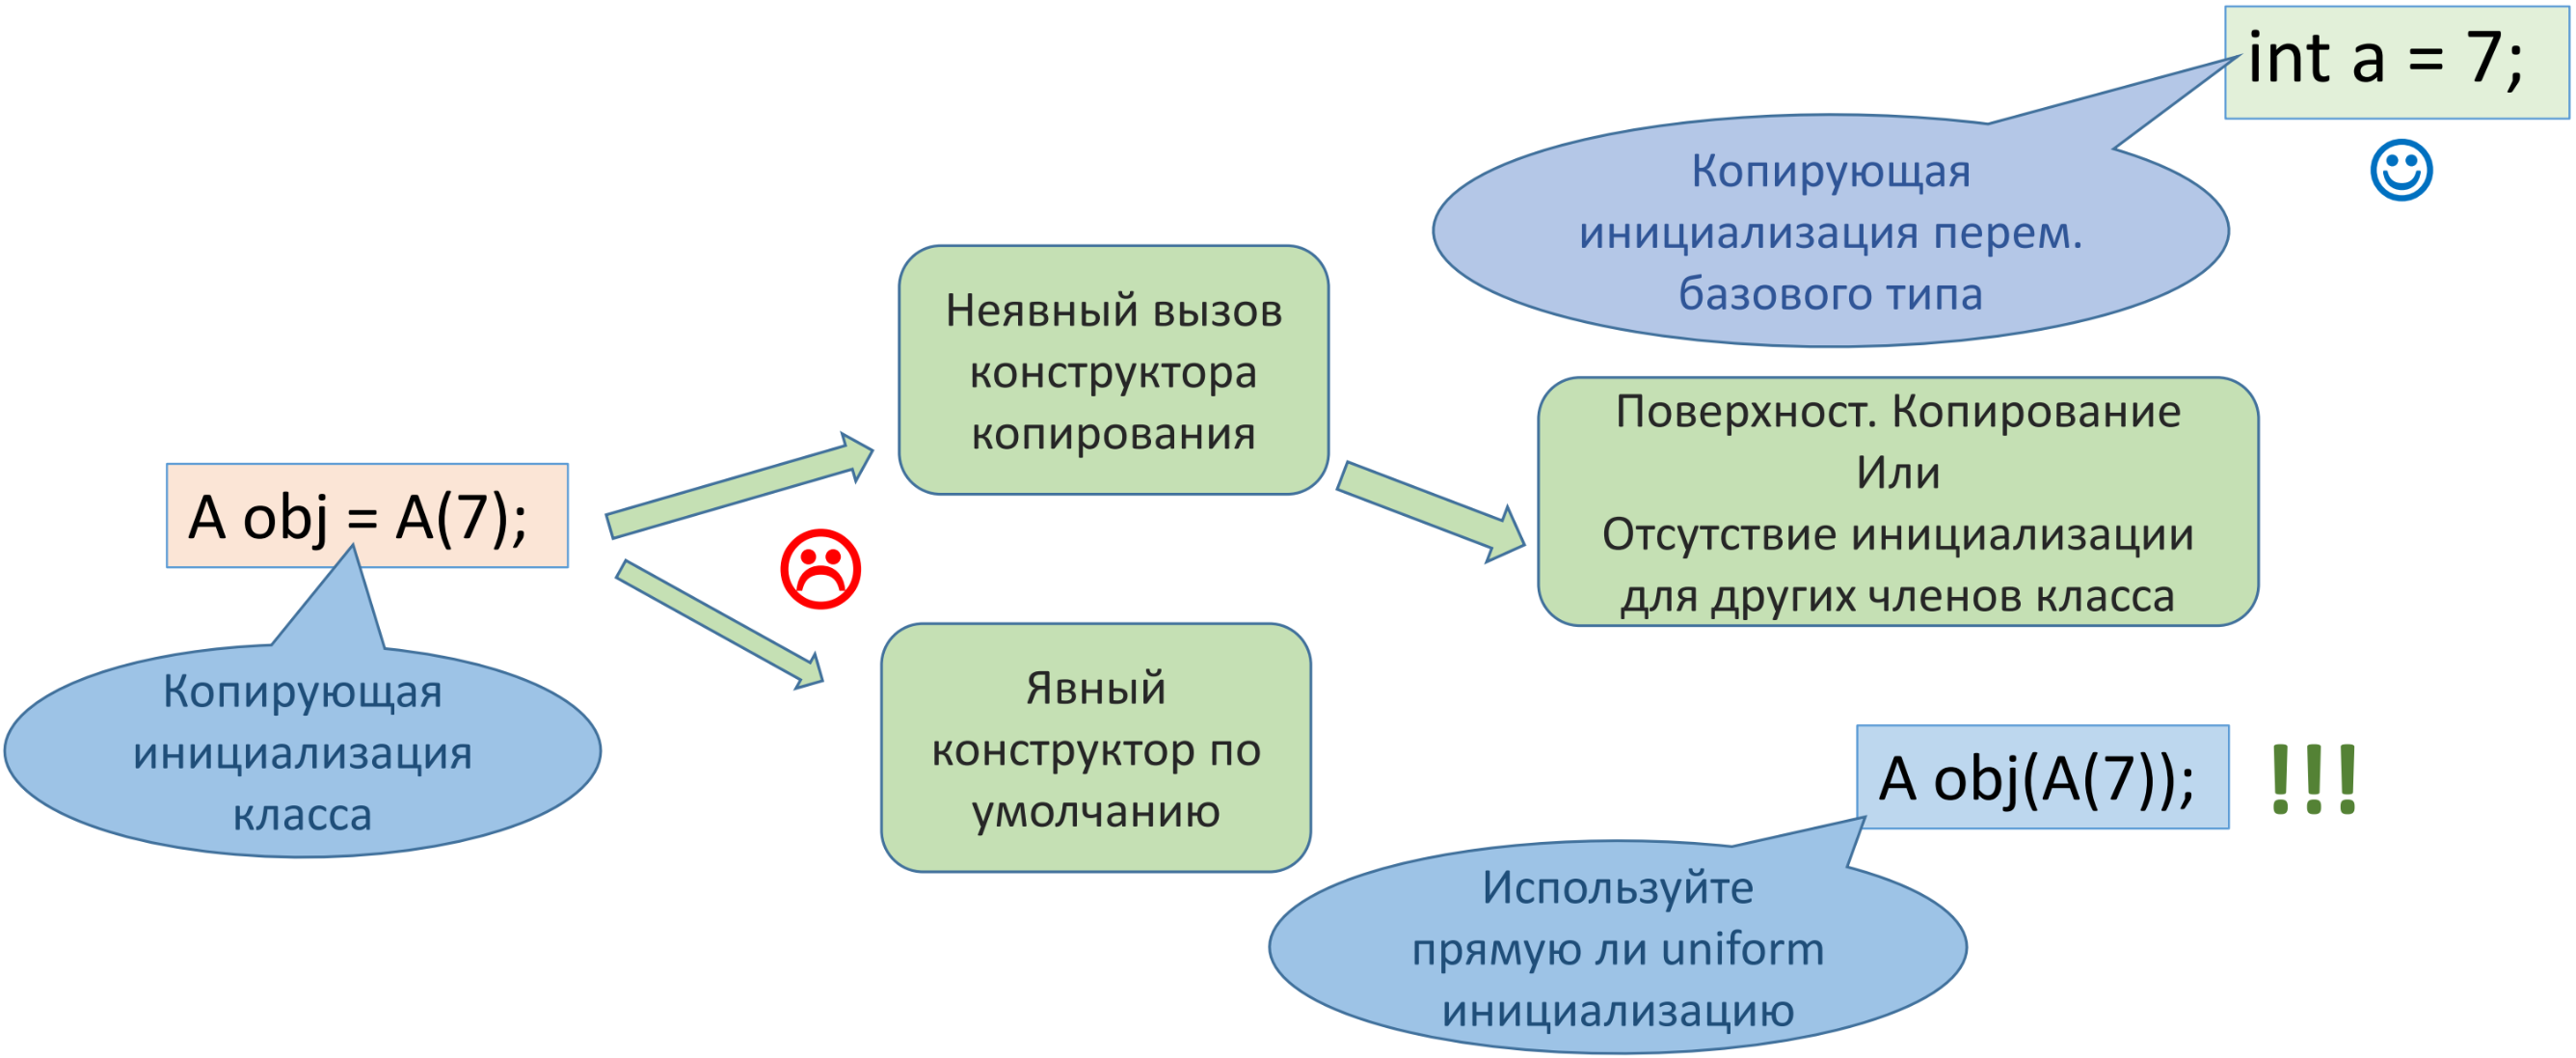 int a = 7;
Копирующая
инициализация перем.
базового типа
Неявный вызов
конструктора
копирования
Поверхност. Копирование
Или
Отсутствие инициализации
для других членов класса
A obj = A(7);
Копирующая
инициализация
класса
Явный
конструктор по
умолчанию
A obj(A(7));
!!!
Используйте
прямую ли uniform
инициализацию